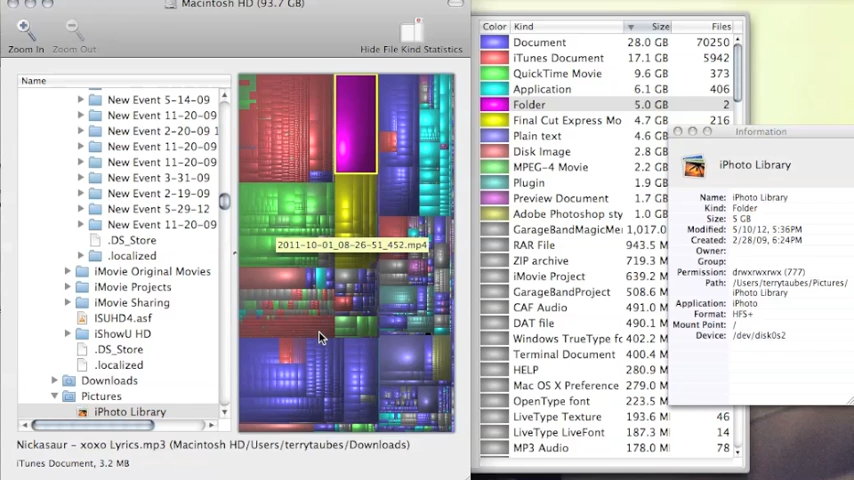 Macintosh HD (93.7 GB)
Zoom In
Zoom Out
Hide File Kind Statistics
Name
New Event 5-14-09
New Event 11-20-09
New Event 2-20-09 1
New Event 11-20-09
New Event 11-20-09
New Event 3-31-09
New Event 2-19-09
New Event 5-29-12
New Event 11-20-09
.DS_Store
.localized
iMovie Original Movies
iMovie Projects
iMovie Sharing
ISUHD4.asf
iShowU HD
.DS_Store
.localized
Downloads
Pictures
iPhoto Library
2011-10-01_08-26-51_452.mp4
Nickasaur - xoxo Lyrics.mp3 (Macintosh HD/Users/terrytaubes/Downloads)
iTunes Document, 3.2 MB
Color Kind Size Files
Document 28.0 GB 70250
iTunes Document 17.1 GB 5942
QuickTime Movie 9.6 GB 373
Application 6.1 GB 406
Folder 5.0 GB 2
Final Cut Express Mo 4.7 GB 216
Plain text 4.6 GB
Disk Image 2.8 GB
MPEG-4 Movie 2.2 GB
Plugin 1.9 GB
Preview Document 1.8 GB
Adobe Photoshop sty 1.0 GB
GarageBandMagicMe 1,017.0
RAR File 943.5 M
ZIP archive 719.3 M
iMovie Project 639.2 M
GarageBandProject 508.6 M
CAF Audio 491.0 M
DAT file 430.9 M
Windows TrueType fo 402.2 M
Terminal Document 400.4 M
HELP 280.9 M
Mac OS X Preference 279.4 M
OpenType font 223.5 M
LiveType Texture 193.6 M 46
LiveType LiveFont 187.3 M 14
MP3 Audio 178.0 M 78
Information
iPhoto Library
Name: iPhoto Library
Kind: Folder
Size: 5 GB
Modified: 5/10/12, 5:36PM
Created: 2/28/09, 6:24PM
Owner:
Group:
Permission: drwxrwxrwx (777)
Path: /Users/terrytaubes/Pictures/
iPhoto Library
Application: iPhoto
Format: HFS+
Mount Point: /
Device: /dev/disk0s2